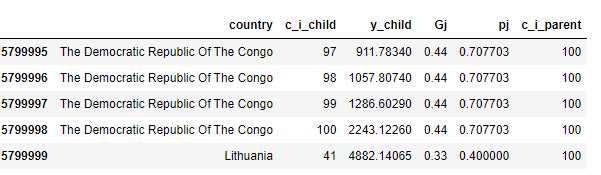 country c_i_child y_child Gj pj c_i_parent
5799995 The Democratic Republic Of The Congo 97 911.78340 0.44 0.707703 100
5799996 The Democratic Republic Of The Congo 98 1057.80740 0.44 0.707703 100
5799997 The Democratic Republic Of The Congo 99 1286.60290 0.44 0.707703 100
5799998 The Democratic Republic Of The Congo 100 2243.12260 0.44 0.707703 100
5799999 Lithuania 41 4882.14065 0.33 0.400000 100